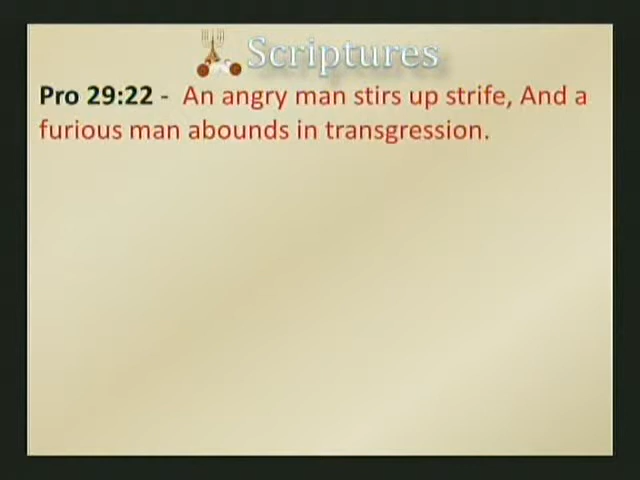 Scriptures
Pro 29:22 - An angry man stirs up strife, And a
furious man abounds in transgression.